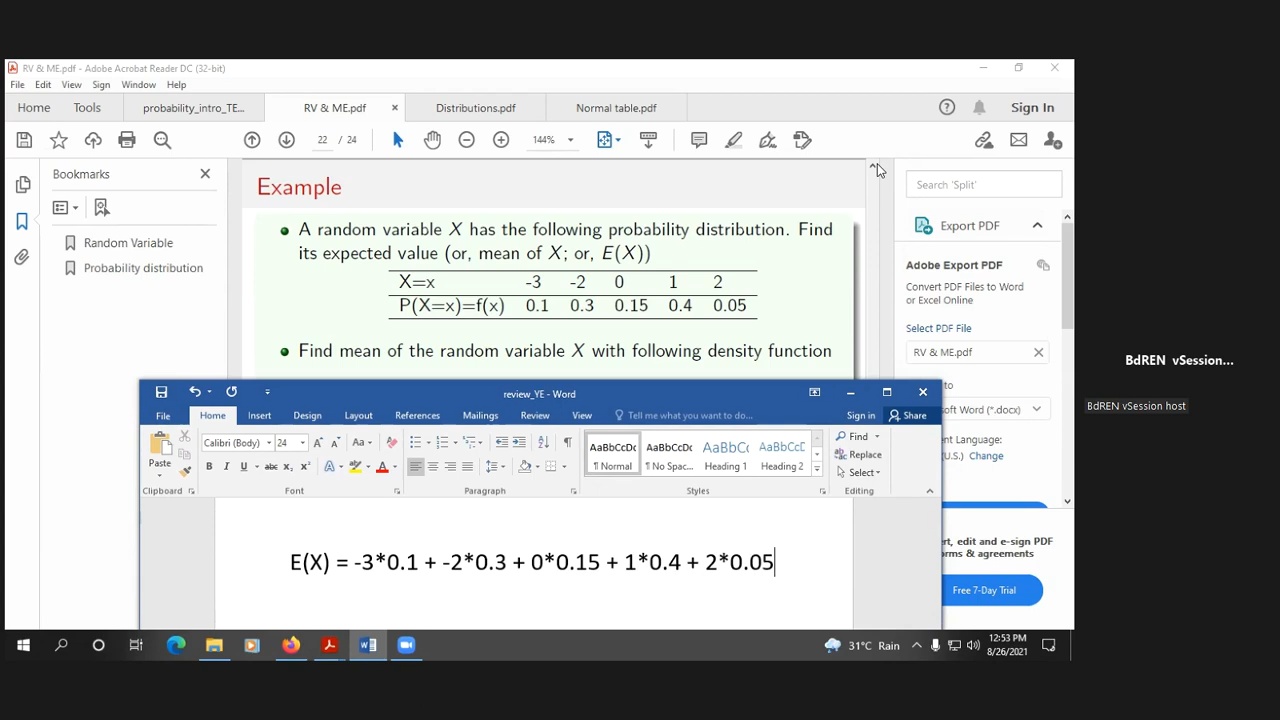 RV & ME.pdf - Adobe Acrobat Reader DC (32-bit)
File Edit View Sign Window Help
Home Tools probability_intro_TE... RV & ME.pdf × Distributions.pdf Normal table.pdf Sign In
22 / 24 144%
Bookmarks
Random Variable
Probability distribution
Example
A random variable X has the following probability distribution. Find
its expected value (or, mean of X; or, E(X))
X=x -3 -2 0 1 2
P(X=x)=f(x) 0.1 0.3 0.15 0.4 0.05
Find mean of the random variable X with following density function
Search 'Split'
Export PDF
Adobe Export PDF
Convert PDF Files to Word
or Excel Online
Select PDF File
RV & ME.pdf
to
soft Word (*.docx)
ent Language:
(U.S.) Change
ert, edit and e-sign PDF
orms & agreements
Free 7-Day Trial
review_YE - Word
File Home Insert Design Layout References Mailings Review View Tell me what you want to do... Sign in Share
Paste
Clipboard
Calibri (Body) 24
Font
Paragraph
AaBbCcDc AaBbCcDc AaBbCc AaBbCcD
¶ Normal ¶ No Spac... Heading 1 Heading 2
Styles
Find
Replace
Select
Editing
E(X) = -3*0.1 + -2*0.3 + 0*0.15 + 1*0.4 + 2*0.05
31°C Rain
12:53 PM
8/26/2021
BdREN vSession...
BdREN vSession host